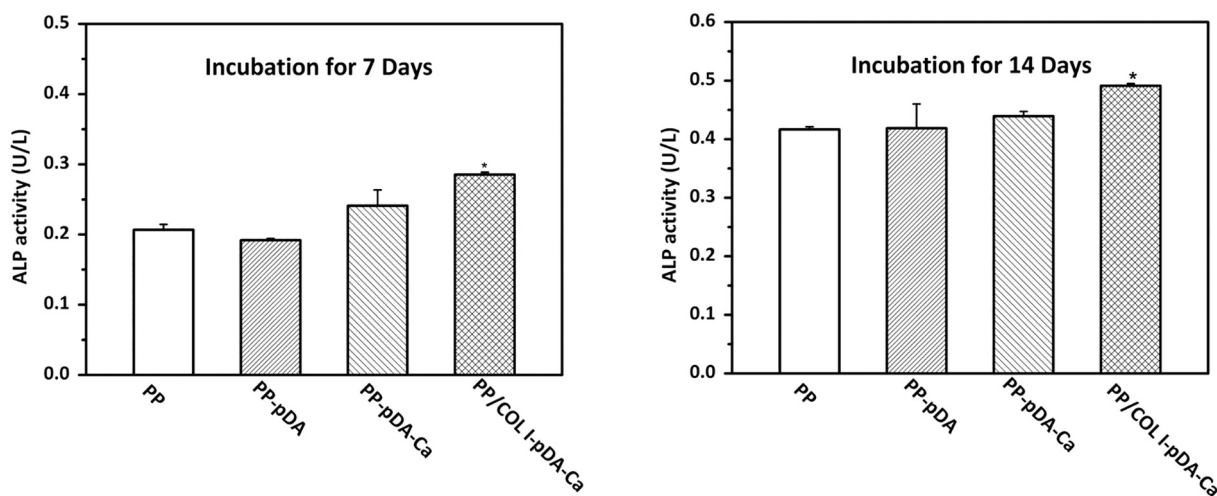 Incubation for 7 Days
ALP activity (U/L)
0.5
0.4
0.3
0.2
0.1
0.0
*
PP
PP-pDA
PP-pDA-Ca
PP/COL I-pDA-Ca
Incubation for 14 Days
ALP activity (U/L)
0.6
0.5
0.4
0.3
0.2
0.1
0.0
*
PP
PP-pDA
PP-pDA-Ca
PP/COL I-pDA-Ca